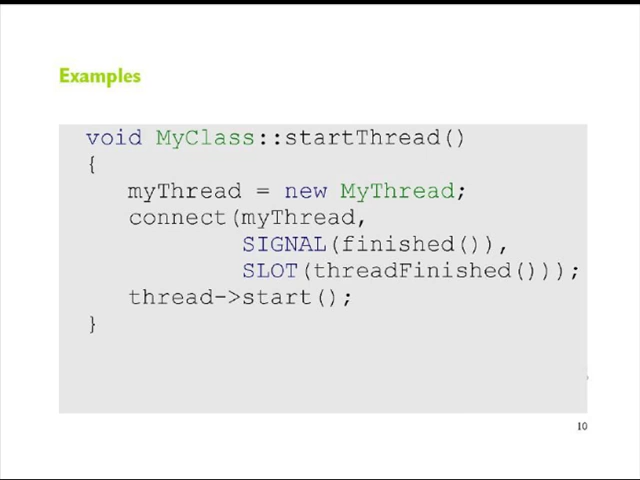 Examples
void MyClass::startThread()
{
myThread = new MyThread;
connect(myThread,
SIGNAL(finished()),
SLOT(threadFinished()));
thread->start();
}
10